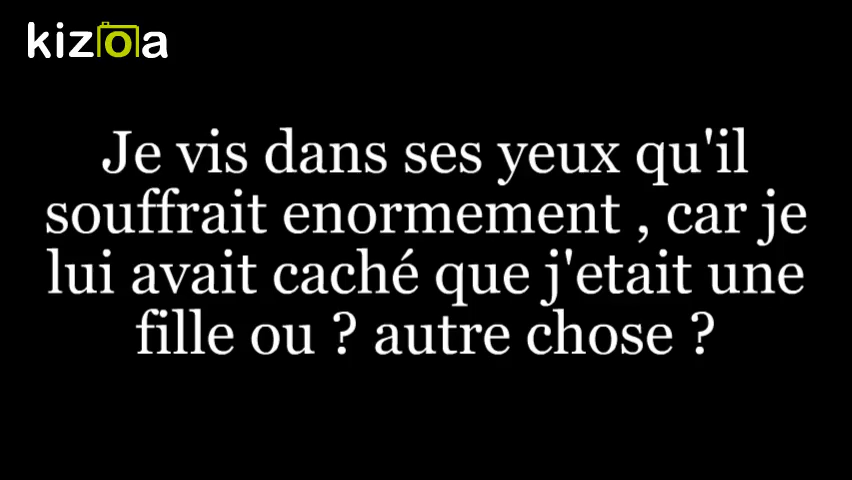 kizoa
Je vis dans ses yeux qu'il
souffrait enormement , car je
lui avait caché que j'etait une
fille ou ? autre chose ?